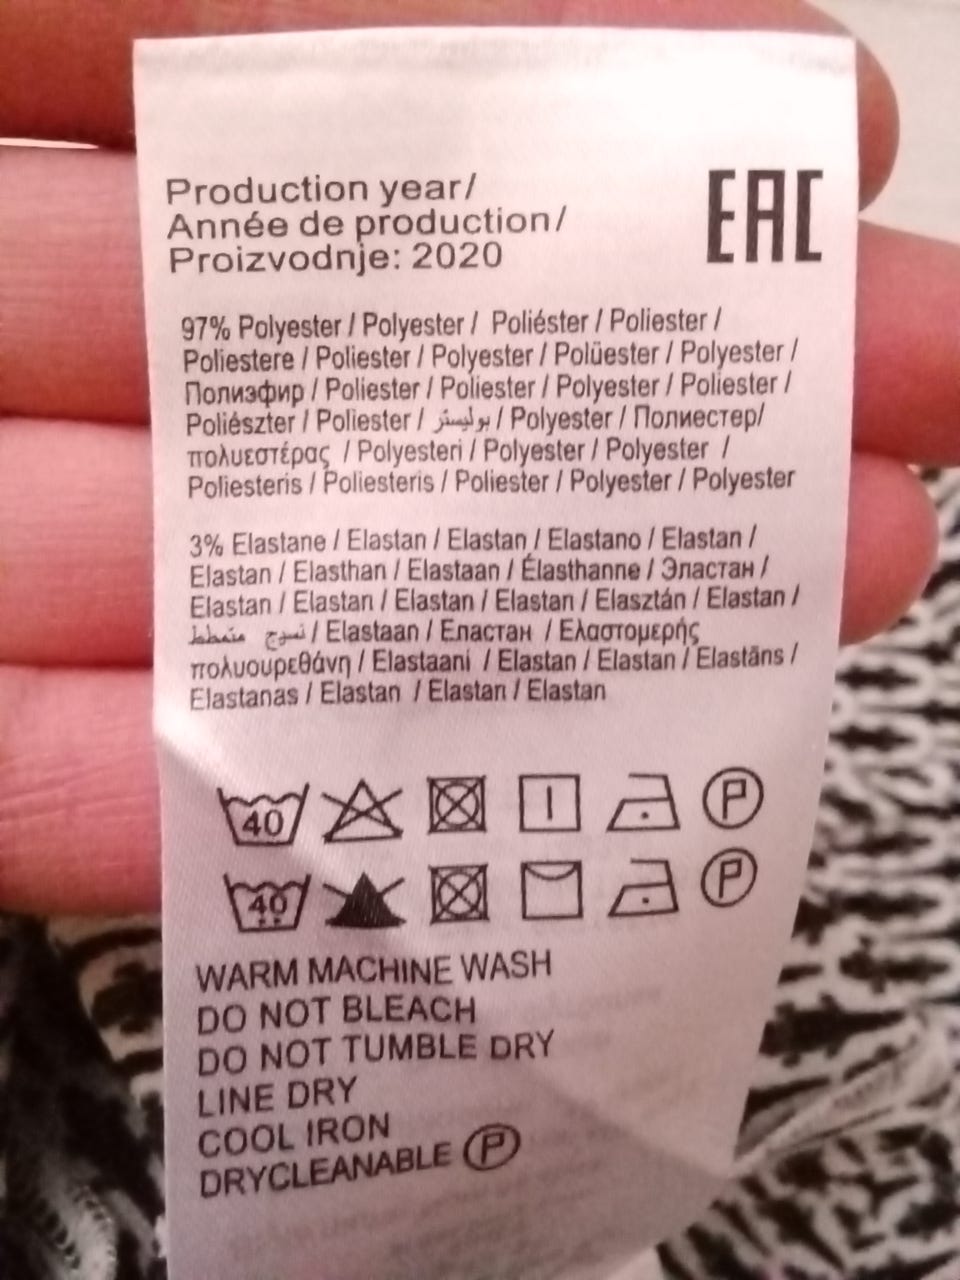 Production year/
Année de production/
Proizvodnje: 2020
EAC
97% Polyester / Polyester / Poliéster / Poliester /
Poliestere / Poliester / Polyester / Polüester / Polyester /
Полиэфир / Poliester / Poliester / Polyester / Poliester /
Poliészter / Poliester / بوليستر / Polyester / Полиестер/
πολυεστέρας / Polyesteri / Polyester / Polyester /
Poliesteris / Poliesteris / Poliester / Polyester / Polyester
3% Elastane / Elastan / Elastan / Elastano / Elastan /
Elastan / Elasthan / Elastaan / Élasthanne / Эластан /
Elastan / Elastan / Elastan / Elastan / Elasztán / Elastan /
نسوج متمطط / Elastaan / Еластан / Ελαστομερής
πολυουρεθάνη / Elastaani / Elastan / Elastan / Elastāns /
Elastanas / Elastan / Elastan / Elastan
40 P
40 P
WARM MACHINE WASH
DO NOT BLEACH
DO NOT TUMBLE DRY
LINE DRY
COOL IRON
DRYCLEANABLE P